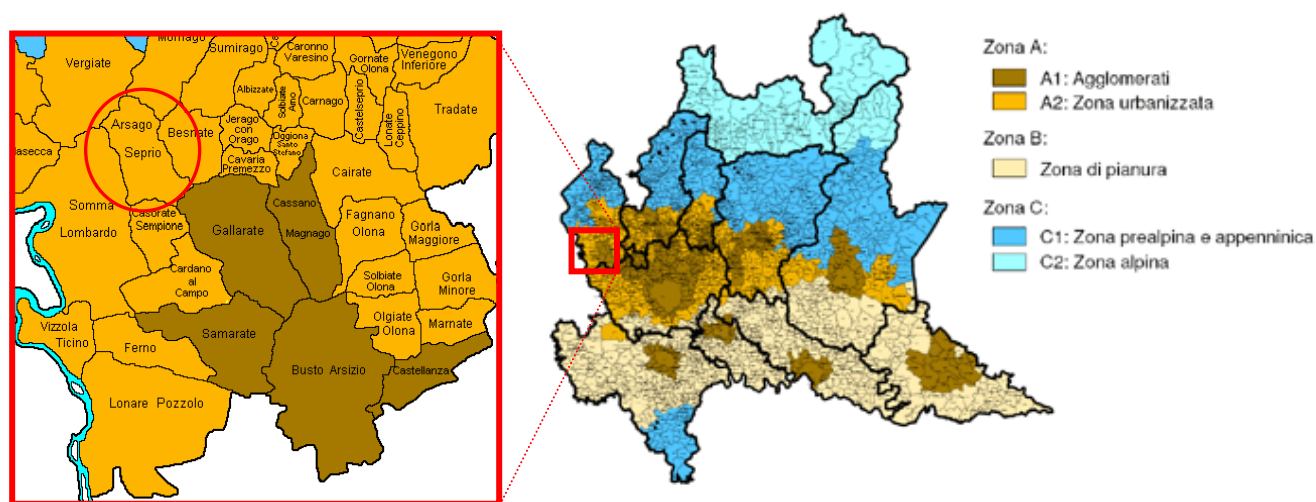 Vergiate
Mornago
Sumirago
Caronno
Varesino
Gornate
Olona
Venegono
Inferiore
Albizzate
Solbiate
Arno
Carnago
Castelseprio
Lonate
Ceppino
Tradate
Arsago
Seprio
Besnate
Jerago
con
Orago
Oggiona
Santo
Stefano
Cavaria
Premezzo
Cairate
asecca
Somma
Lombardo
Casorate
Sempione
Gallarate
Cassano
Magnago
Fagnano
Olona
Gorla
Maggiore
Cardano
al
Campo
Solbiate
Olona
Gorla
Minore
Vizzola
Ticino
Ferno
Samarate
Olgiate
Olona
Marnate
Busto Arsizio
Castellanza
Lonare Pozzolo
Zona A:
A1: Agglomerati
A2: Zona urbanizzata
Zona B:
Zona di pianura
Zona C:
C1: Zona prealpina e appenninica
C2: Zona alpina